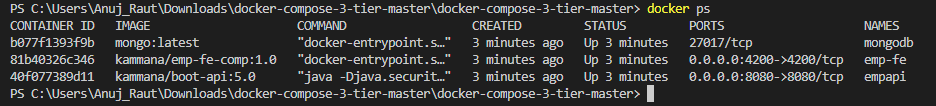 PS C:\Users\Anuj_Raut\Downloads\docker-compose-3-tier-master\docker-compose-3-tier-master> docker ps
CONTAINER ID   IMAGE                     COMMAND                  CREATED         STATUS         PORTS                    NAMES
b077f1393f9b   mongo:latest              "docker-entrypoint.s…"   3 minutes ago   Up 3 minutes   27017/tcp                mongodb
81b40326c346   kammana/emp-fe-comp:1.0   "docker-entrypoint.s…"   3 minutes ago   Up 3 minutes   0.0.0.0:4200->4200/tcp   emp-fe
40f077389d11   kammana/boot-api:5.0      "java -Djava.securit…"   3 minutes ago   Up 3 minutes   0.0.0.0:8080->8080/tcp   empapi
PS C:\Users\Anuj_Raut\Downloads\docker-compose-3-tier-master\docker-compose-3-tier-master>